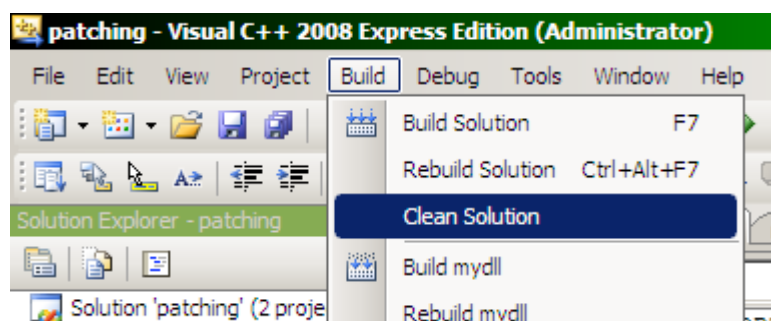 patching - Visual C++ 2008 Express Edition (Administrator)
File Edit View Project Build Debug Tools Window Help
Build Solution F7
Rebuild Solution Ctrl+Alt+F7
Clean Solution
Solution Explorer - patching
Build mydll
Solution 'patching' (2 proje
Rebuild mydll